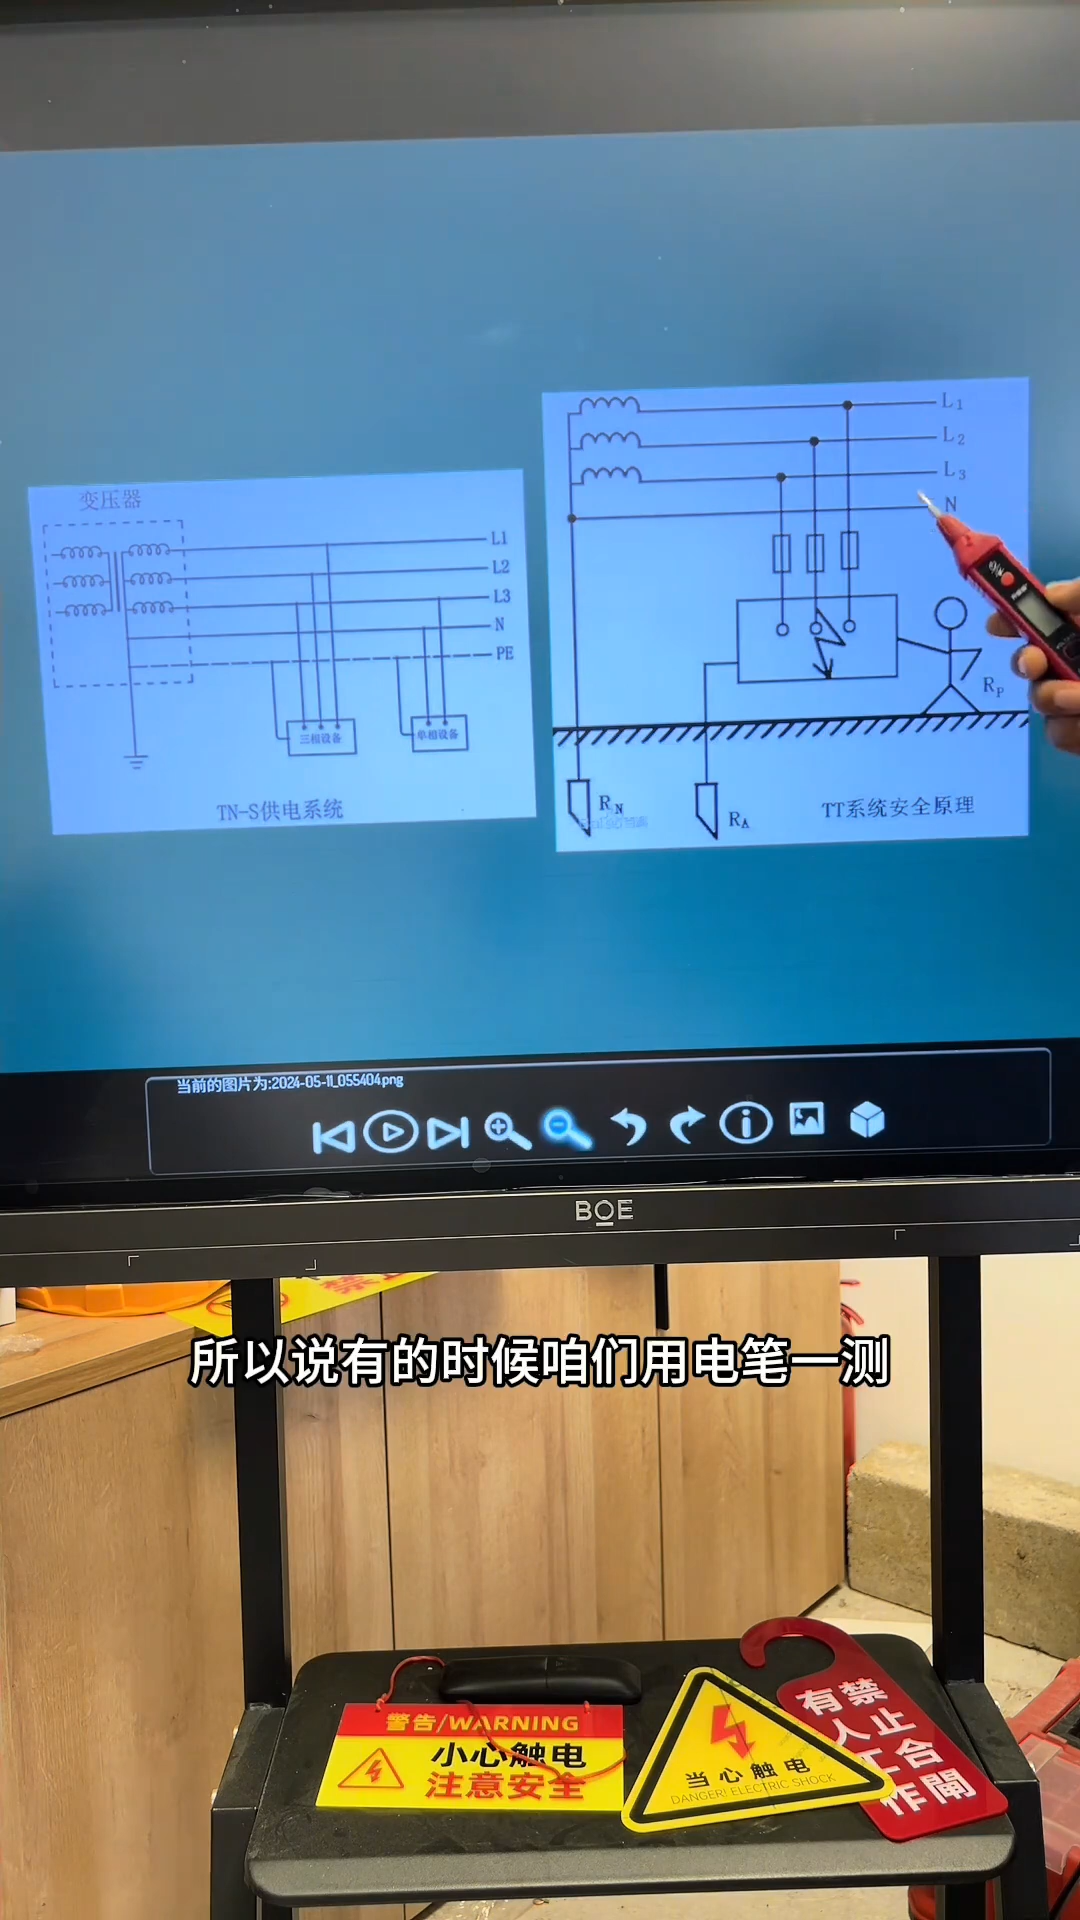 变压器
L1
L2
L3
N
PE
三相设备
单相设备
TN-S供电系统
L1
L2
L3
N
RP
RN
RA
TT系统安全原理
当前的图片为:2024-05-11_055404.png
BOE
所以说有的时候咱们用电笔一测
警告/WARNING
小心触电
注意安全
当心触电
DANGER! ELECTRIC SHOCK
禁止合闸
有人工作